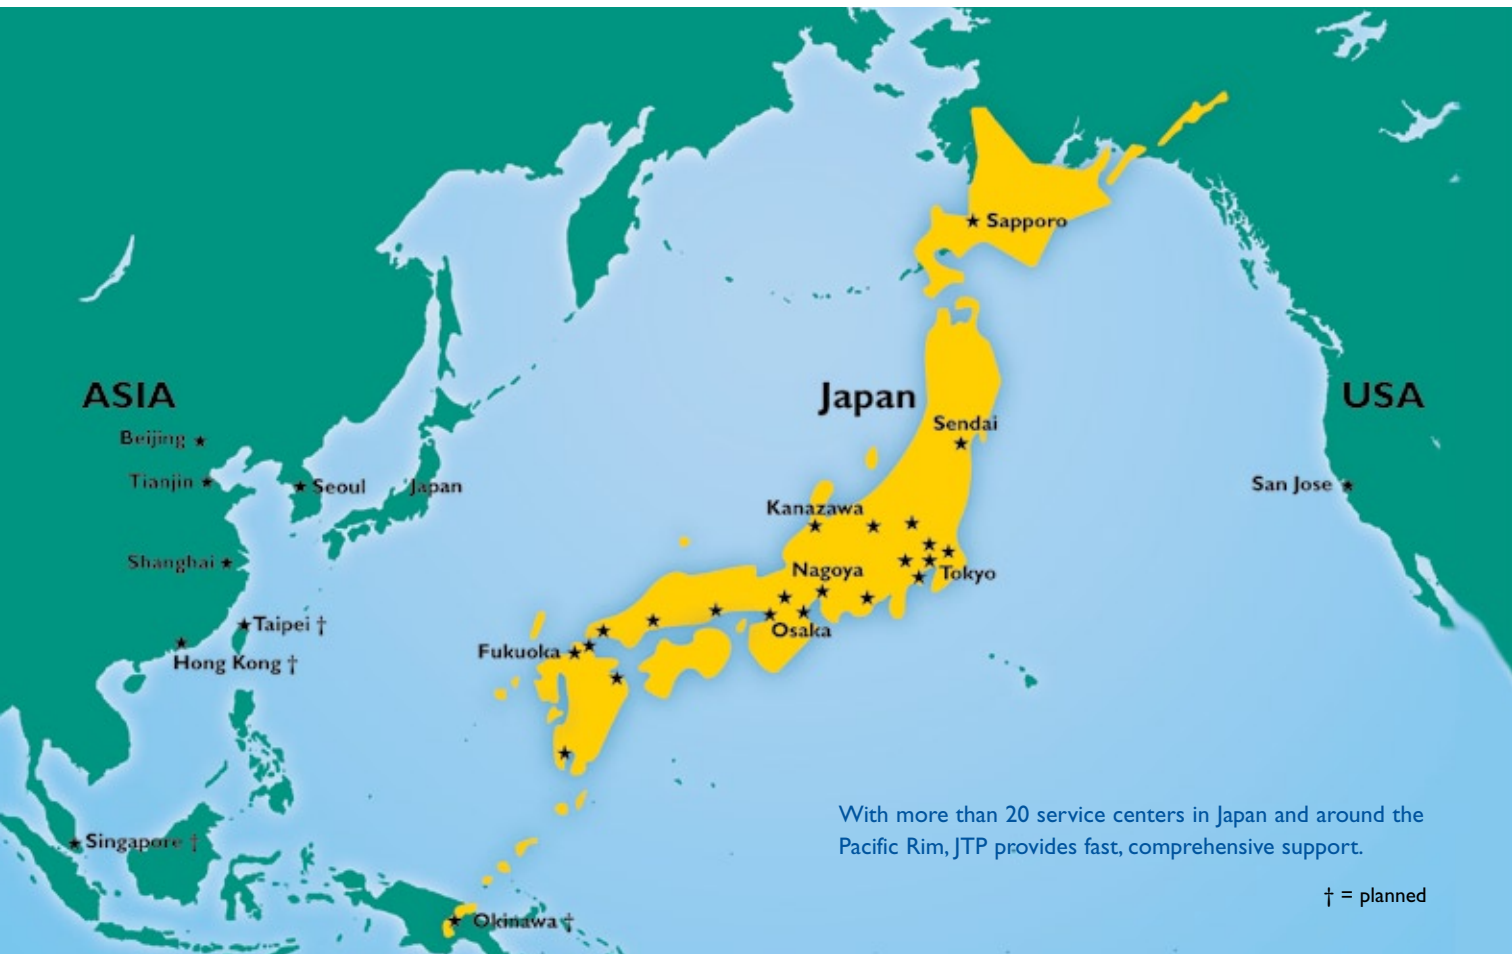 Sapporo
ASIA
Japan
USA
Sendai
Beijing
Tianjin
Seoul
Japan
San Jose
Kanazawa
Shanghai
Nagoya
Tokyo
Taipei †
Osaka
Fukuoka
Hong Kong †
With more than 20 service centers in Japan and around the
Pacific Rim, JTP provides fast, comprehensive support.
Singapore †
† = planned
Okinawa †